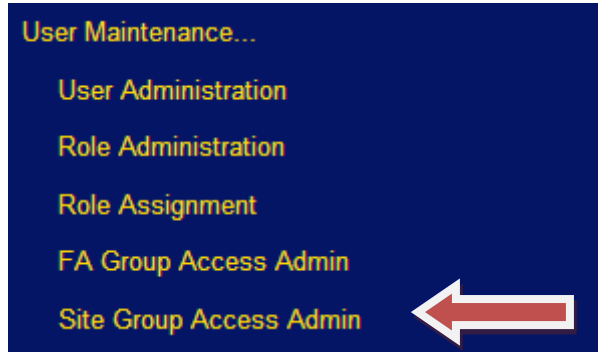 User Maintenance...
User Administration
Role Administration
Role Assignment
FA Group Access Admin
Site Group Access Admin